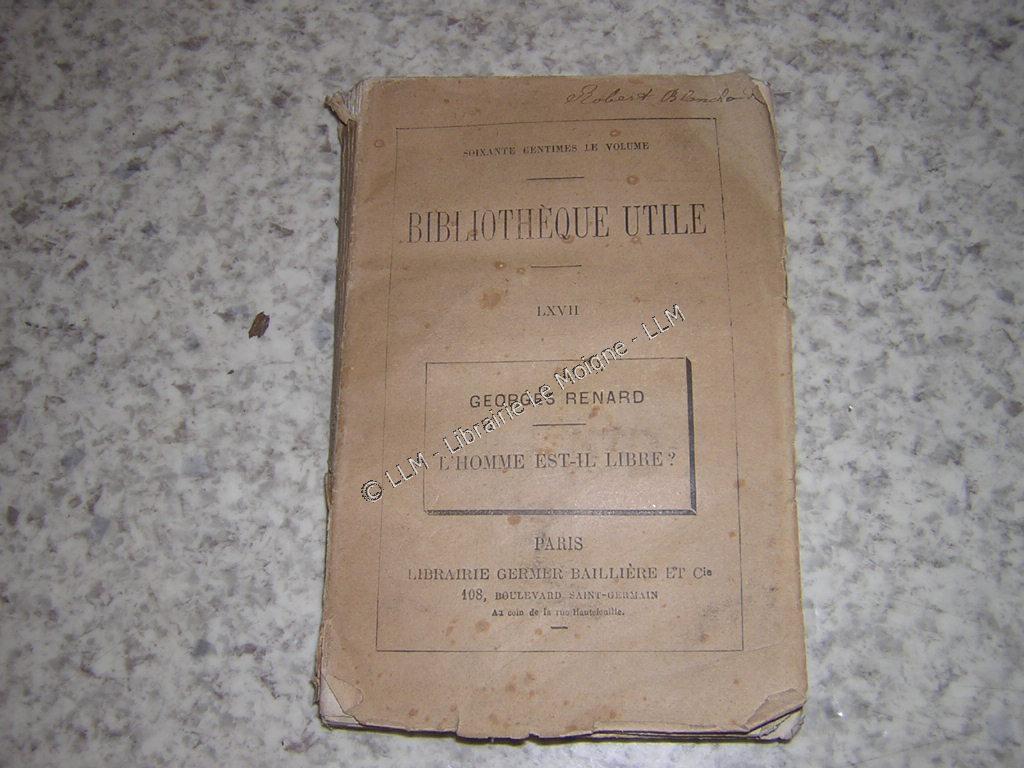 Robert
SOIXANTE CENTIMES LE VOLUME
BIBLIOTHÈQUE UTILE
LXVII
GEORGES RENARD
L'HOMME EST-IL LIBRE?
PARIS
LIBRAIRIE GERMER BAILLIÈRE ET Cie
108, BOULEVARD SAINT-GERMAIN
Au coin de la rue Hautefeuille.
© LLM - Librairie Le Moigne - LLM